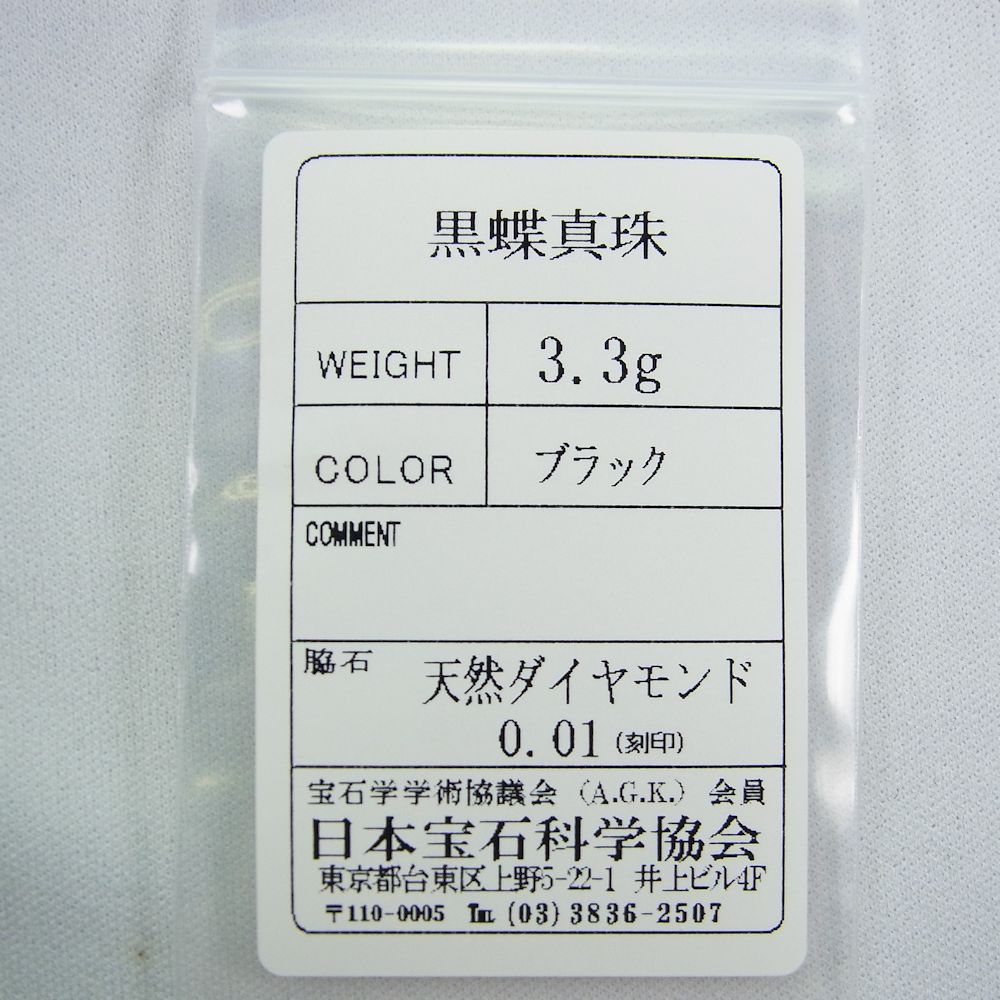 黒蝶真珠
WEIGHT 3.3g
COLOR ブラック
COMMENT
脇石 天然ダイヤモンド
0.01(刻印)
宝石学学術協議会 (A.G.K.) 会員
日本宝石科学協会
東京都台東区上野5-22-1 井上ビル4F
〒110-0005 ℡ (03)3836-2507